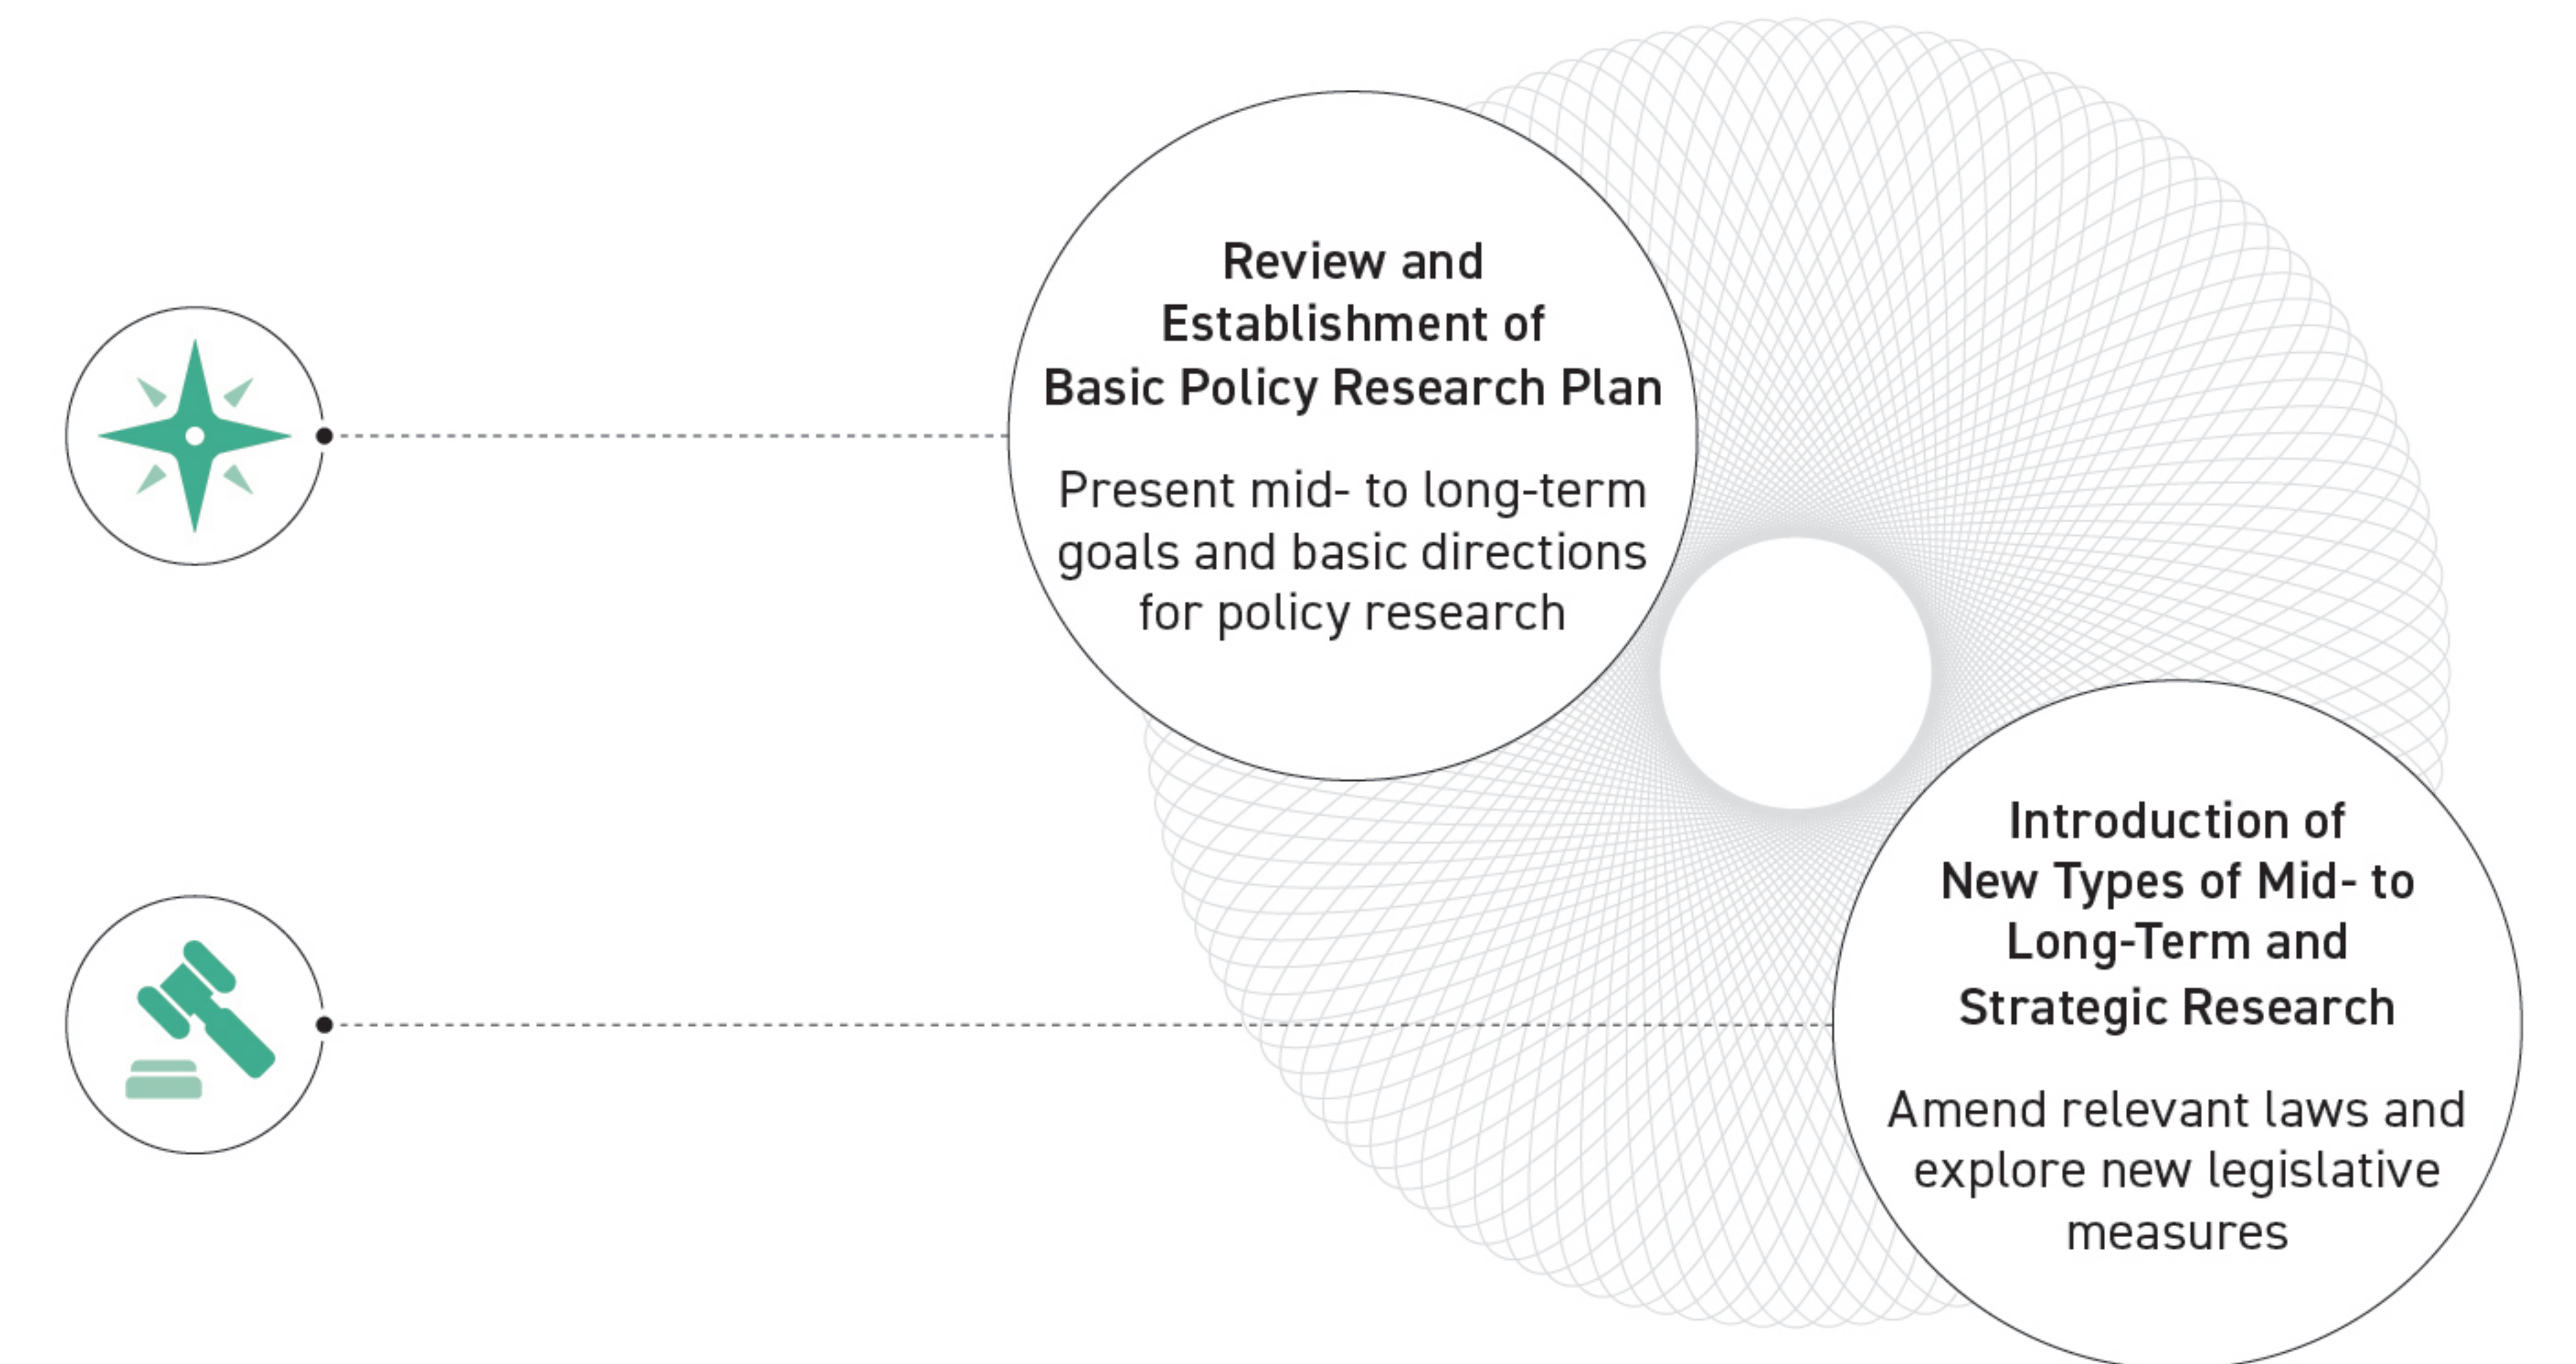 Review and
Establishment of
Basic Policy Research Plan
Present mid- to long-term
goals and basic directions
for policy research
Introduction of
New Types of Mid- to
Long-Term and
Strategic Research
Amend relevant laws and
explore new legislative
measures